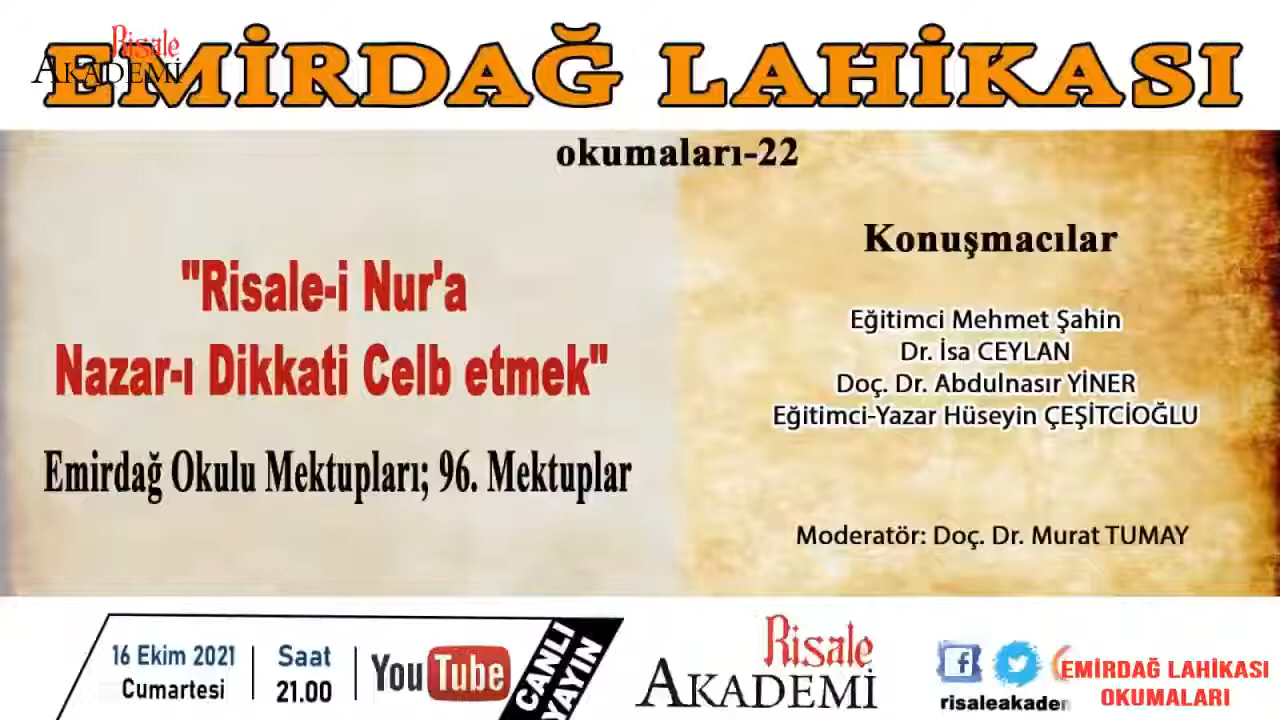 EMİRDAĞ LAHİKASI
Risale
AKADEMİ
okumaları-22
"Risale-i Nur'a
Nazar-ı Dikkati Celb etmek"
Emirdağ Okulu Mektupları; 96. Mektuplar
Konuşmacılar
Eğitimci Mehmet Şahin
Dr. İsa CEYLAN
Doç. Dr. Abdulnasır YİNER
Eğitimci-Yazar Hüseyin ÇEŞİTCİOĞLU
Moderatör: Doç. Dr. Murat TUMAY
16 Ekim 2021
Cumartesi
Saat
21.00
YouTube
CANLI
YAYIN
Risale
AKADEMİ
risaleakaden
EMİRDAĞ LAHİKASI
OKUMALARI